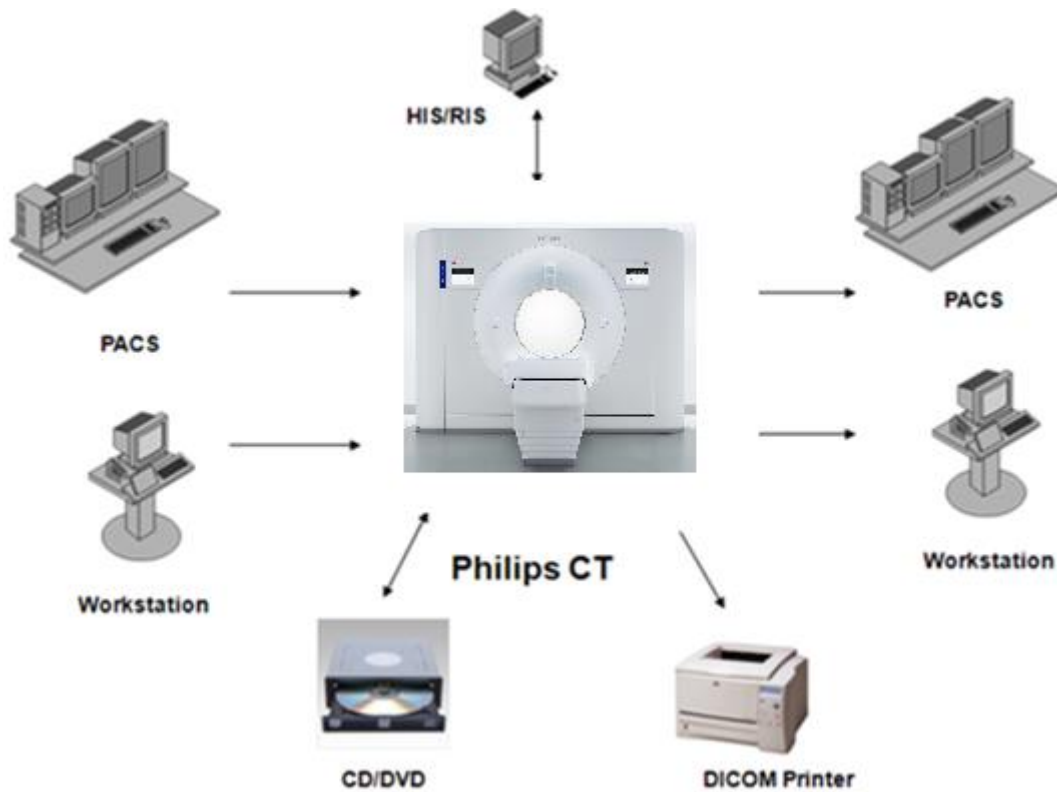 HIS/RIS
PACS
PACS
Workstation
Workstation
Philips CT
CD/DVD
DICOM Printer